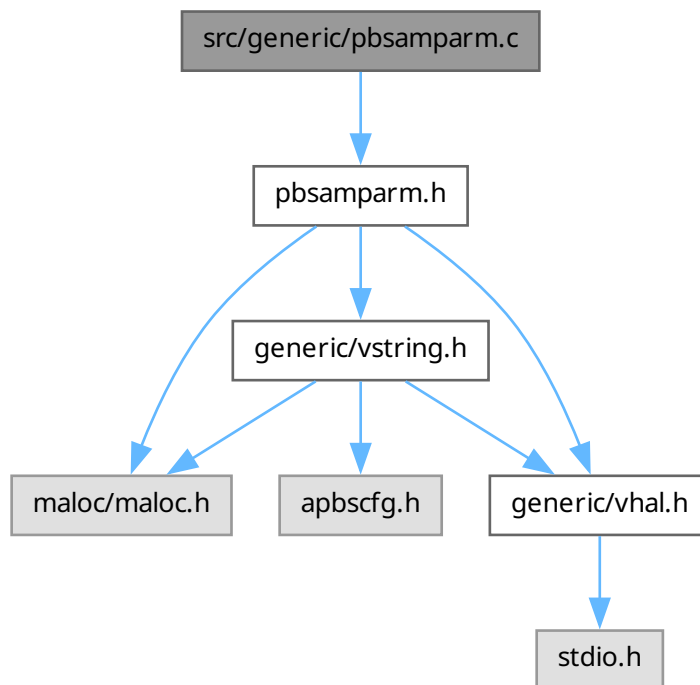 src/generic/pbsamparm.c
pbsamparm.h
generic/vstring.h
maloc/maloc.h
apbscfg.h
generic/vhal.h
stdio.h